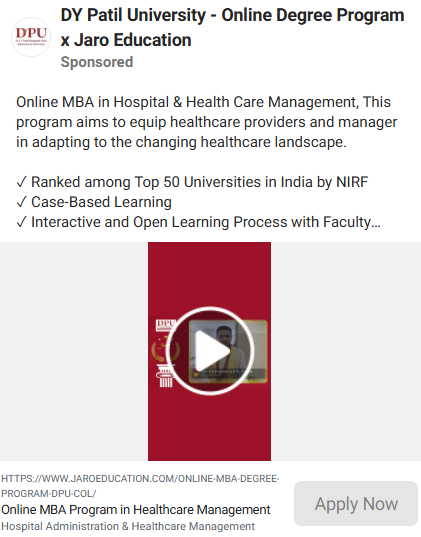 DY Patil University - Online Degree Program
x Jaro Education
Sponsored
DPU
Online MBA in Hospital & Health Care Management, This
program aims to equip healthcare providers and manager
in adapting to the changing healthcare landscape.
✓ Ranked among Top 50 Universities in India by NIRF
✓ Case-Based Learning
✓ Interactive and Open Learning Process with Faculty...
DPU
HTTPS://WWW.JAROEDUCATION.COM/ONLINE-MBA-DEGREE-
PROGRAM-DPU-COL/
Online MBA Program in Healthcare Management
Hospital Administration & Healthcare Management
Apply Now